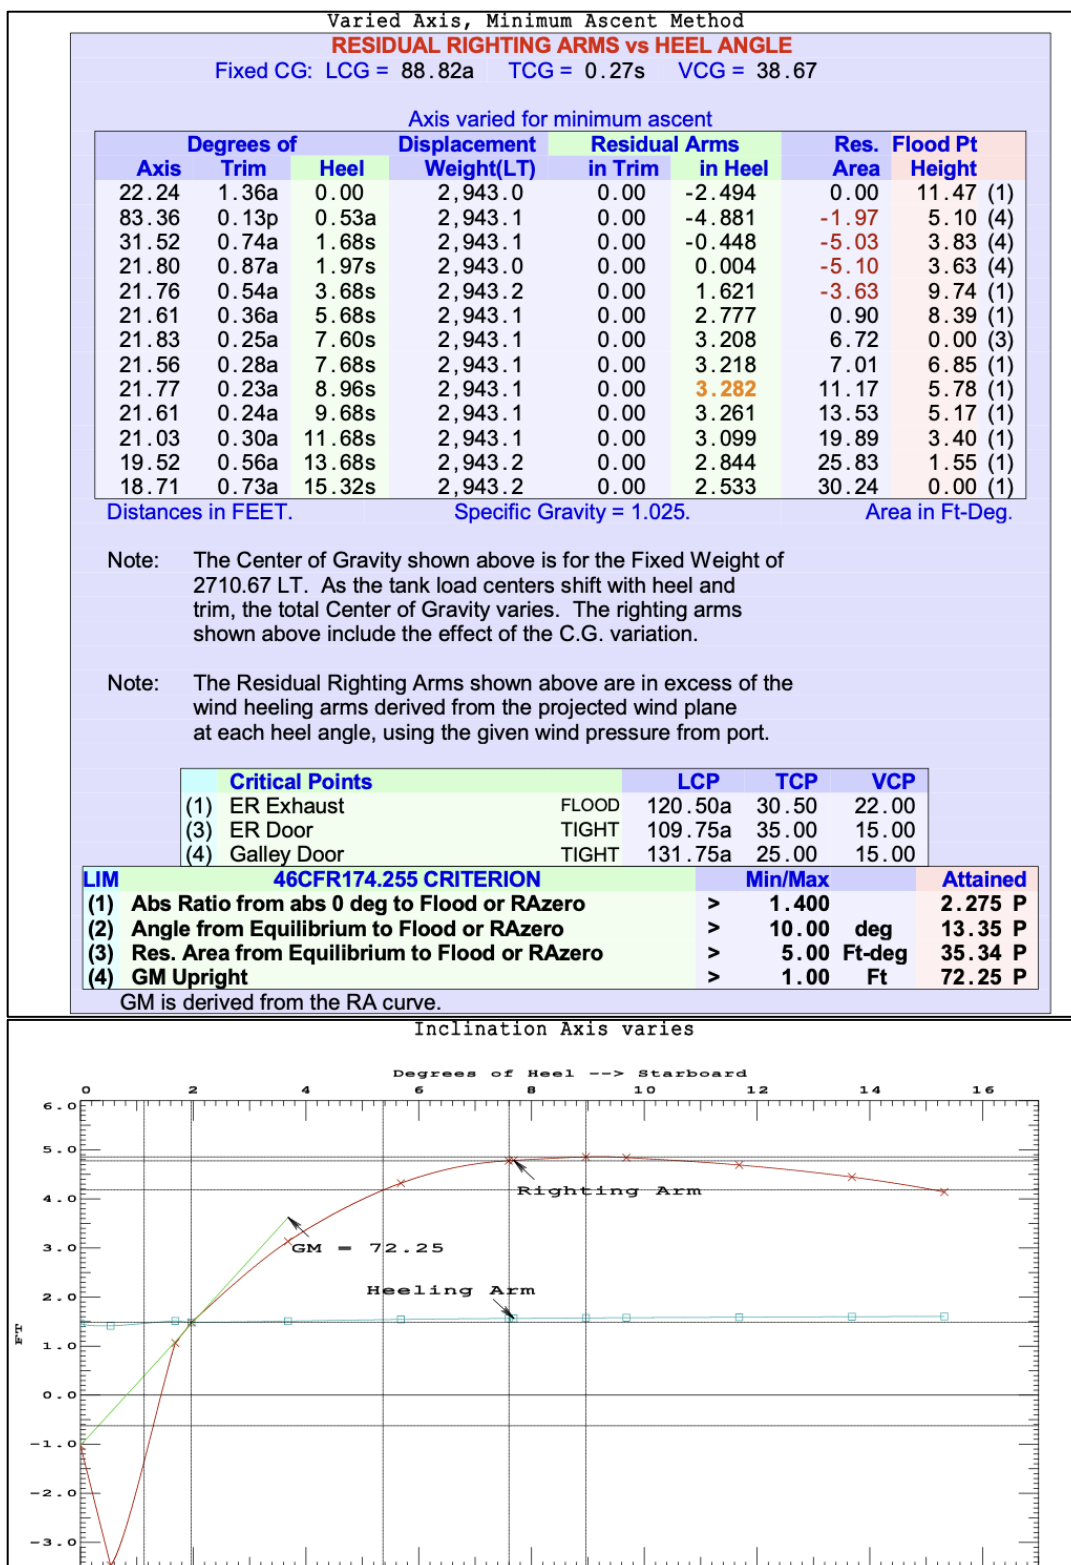 Varied Axis, Minimum Ascent Method
RESIDUAL RIGHTING ARMS vs HEEL ANGLE
Fixed CG: LCG = 88.82a TCG = 0.27s VCG = 38.67
Axis varied for minimum ascent
Degrees of Displacement Residual Arms Res. Flood Pt
Axis Trim Heel Weight(LT) in Trim in Heel Area Height
22.24 1.36a 0.00 2,943.0 0.00 -2.494 0.00 11.47 (1)
83.36 0.13p 0.53a 2,943.1 0.00 -4.881 -1.97 5.10 (4)
31.52 0.74a 1.68s 2,943.1 0.00 -0.448 -5.03 3.83 (4)
21.80 0.87a 1.97s 2,943.0 0.00 0.004 -5.10 3.63 (4)
21.76 0.54a 3.68s 2,943.2 0.00 1.621 -3.63 9.74 (1)
21.61 0.36a 5.68s 2,943.1 0.00 2.777 0.90 8.39 (1)
21.83 0.25a 7.60s 2,943.1 0.00 3.208 6.72 0.00 (3)
21.56 0.28a 7.68s 2,943.1 0.00 3.218 7.01 6.85 (1)
21.77 0.23a 8.96s 2,943.1 0.00 3.282 11.17 5.78 (1)
21.61 0.24a 9.68s 2,943.1 0.00 3.261 13.53 5.17 (1)
21.03 0.30a 11.68s 2,943.1 0.00 3.099 19.89 3.40 (1)
19.52 0.56a 13.68s 2,943.2 0.00 2.844 25.83 1.55 (1)
18.71 0.73a 15.32s 2,943.2 0.00 2.533 30.24 0.00 (1)
Distances in FEET. Specific Gravity = 1.025. Area in Ft-Deg.
Note: The Center of Gravity shown above is for the Fixed Weight of
2710.67 LT. As the tank load centers shift with heel and
trim, the total Center of Gravity varies. The righting arms
shown above include the effect of the C.G. variation.
Note: The Residual Righting Arms shown above are in excess of the
wind heeling arms derived from the projected wind plane
at each heel angle, using the given wind pressure from port.
Critical Points LCP TCP VCP
(1) ER Exhaust FLOOD 120.50a 30.50 22.00
(3) ER Door TIGHT 109.75a 35.00 15.00
(4) Galley Door TIGHT 131.75a 25.00 15.00
LIM 46CFR174.255 CRITERION Min/Max Attained
(1) Abs Ratio from abs 0 deg to Flood or RAzero > 1.400 2.275 P
(2) Angle from Equilibrium to Flood or RAzero > 10.00 deg 13.35 P
(3) Res. Area from Equilibrium to Flood or RAzero > 5.00 Ft-deg 35.34 P
(4) GM Upright > 1.00 Ft 72.25 P
GM is derived from the RA curve.
Inclination Axis varies
Degrees of Heel --> Starboard
0 2 4 6 8 10 12 14 16
6.0
5.0
Righting Arm
4.0
GM = 72.25
3.0
Heeling Arm
2.0
FT
1.0
0.0
-1.0
-2.0
-3.0